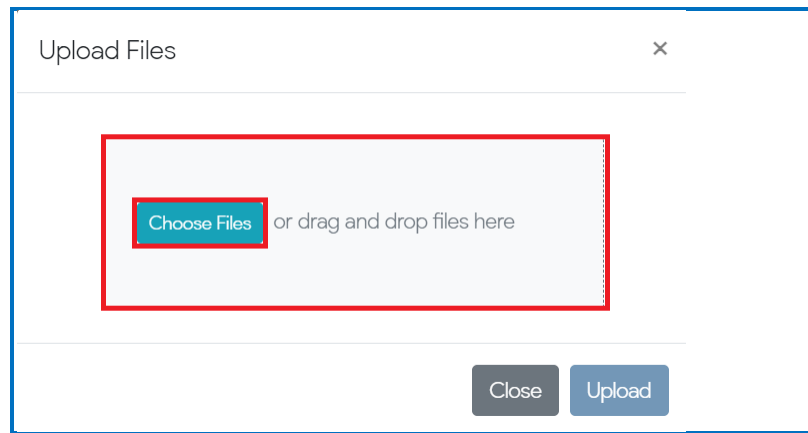 Upload Files ×
Choose Files or drag and drop files here
Close Upload